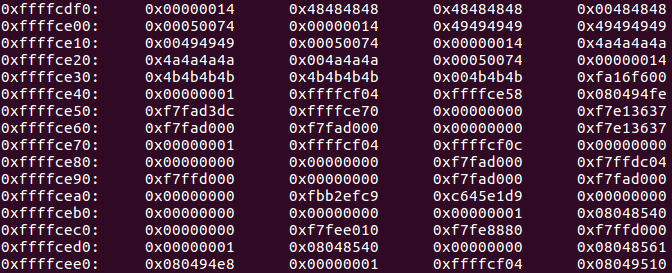 0xffffcdf0: 0x00000014 0x48484848 0x48484848 0x00484848
0xffffce00: 0x00050074 0x00000014 0x49494949 0x49494949
0xffffce10: 0x00494949 0x00050074 0x00000014 0x4a4a4a4a
0xffffce20: 0x4a4a4a4a 0x004a4a4a 0x00050074 0x00000014
0xffffce30: 0x4b4b4b4b 0x4b4b4b4b 0x004b4b4b 0xfa16f600
0xffffce40: 0x00000001 0xffffcf04 0xffffce58 0x080494fe
0xffffce50: 0xf7fad3dc 0xffffce70 0x00000000 0xf7e13637
0xffffce60: 0xf7fad000 0xf7fad000 0x00000000 0xf7e13637
0xffffce70: 0x00000001 0xffffcf04 0xffffcf0c 0x00000000
0xffffce80: 0x00000000 0x00000000 0xf7fad000 0xf7ffdc04
0xffffce90: 0xf7ffd000 0x00000000 0xf7fad000 0xf7fad000
0xffffcea0: 0x00000000 0xfbb2efc9 0xc645e1d9 0x00000000
0xffffceb0: 0x00000000 0x00000000 0x00000001 0x08048540
0xffffcec0: 0x00000000 0xf7fee010 0xf7fe8880 0xf7ffd000
0xffffced0: 0x00000001 0x08048540 0x00000000 0x08048561
0xffffcee0: 0x080494e8 0x00000001 0xffffcf04 0x08049510